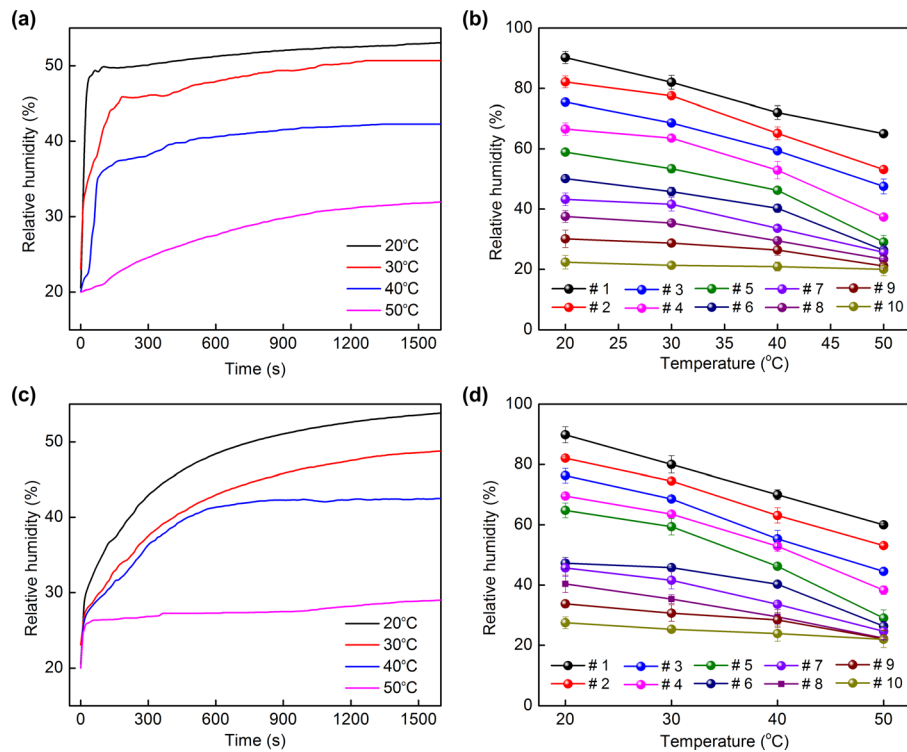 (a)
50
40
30
20
Relative humidity (%)
20°C
30°C
40°C
50°C
0 300 600 900 1200 1500
Time (s)
(b)
100
80
60
40
20
0
Relative humidity (%)
# 1 # 3 # 5 # 7 # 9
# 2 # 4 # 6 # 8 # 10
20 25 30 35 40 45 50
Temperature (°C)
(c)
50
40
30
20
Relative humidity (%)
20°C
30°C
40°C
50°C
0 300 600 900 1200 1500
Time (s)
(d)
100
80
60
40
20
0
Relative humidity (%)
# 1 # 3 # 5 # 7 # 9
# 2 # 4 # 6 # 8 # 10
20 30 40 50
Temperature (°C)